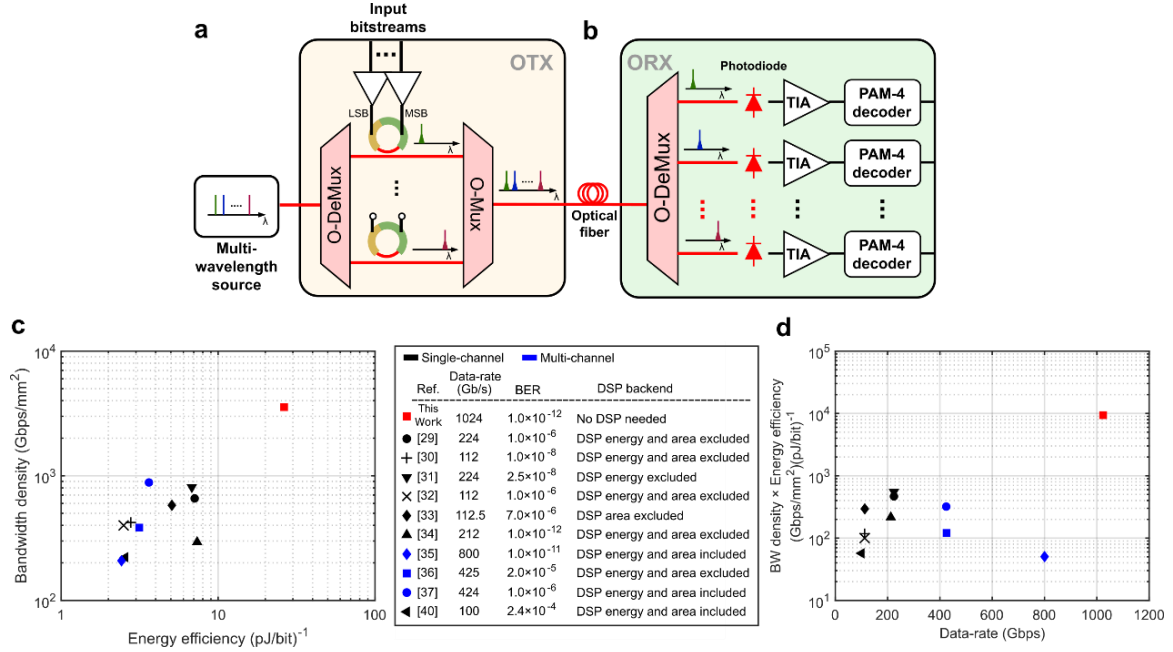 a
Input
bitstreams
OTX
LSB
MSB
λ
O-DeMux
O-Mux
λ
λ
λ
Multi-
wavelength
source
Optical
fiber
b
ORX
Photodiode
O-DeMux
λ
TIA
PAM-4
decoder
λ
TIA
PAM-4
decoder
λ
TIA
PAM-4
decoder
c
Bandwidth density (Gbps/mm²)
10⁴
10³
10²
1
10
100
Energy efficiency (pJ/bit)⁻¹
Single-channel Multi-channel
Ref. Data-rate (Gb/s) BER DSP backend
This Work 1024 1.0×10⁻¹² No DSP needed
[29] 224 1.0×10⁻⁶ DSP energy and area excluded
[30] 112 1.0×10⁻⁸ DSP energy and area excluded
[31] 224 2.5×10⁻⁸ DSP energy excluded
[32] 112 1.0×10⁻⁶ DSP energy and area excluded
[33] 112.5 7.0×10⁻⁶ DSP area excluded
[34] 212 1.0×10⁻¹² DSP energy and area excluded
[35] 800 1.0×10⁻¹¹ DSP energy and area included
[36] 425 2.0×10⁻⁵ DSP energy and area excluded
[37] 424 1.0×10⁻⁶ DSP energy and area included
[40] 100 2.4×10⁻⁴ DSP energy and area included
d
BW density × Energy efficiency
(Gbps/mm²)(pJ/bit)⁻¹
10⁵
10⁴
10³
10²
10¹
0 200 400 600 800 1000 1200
Data-rate (Gbps)